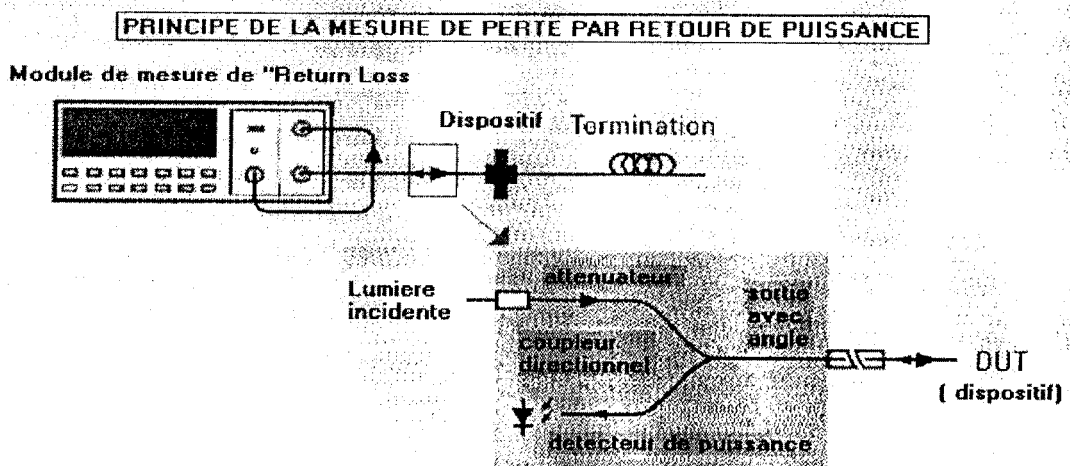 PRINCIPE DE LA MESURE DE PERTE PAR RETOUR DE PUISSANCE
Module de mesure de "Return Loss
Dispositif
Termination
Lumiere
incidente
attenuateur
sortie
avec
angle
coupleur
directionnel
DUT
( dispositif)
detecteur de puissance